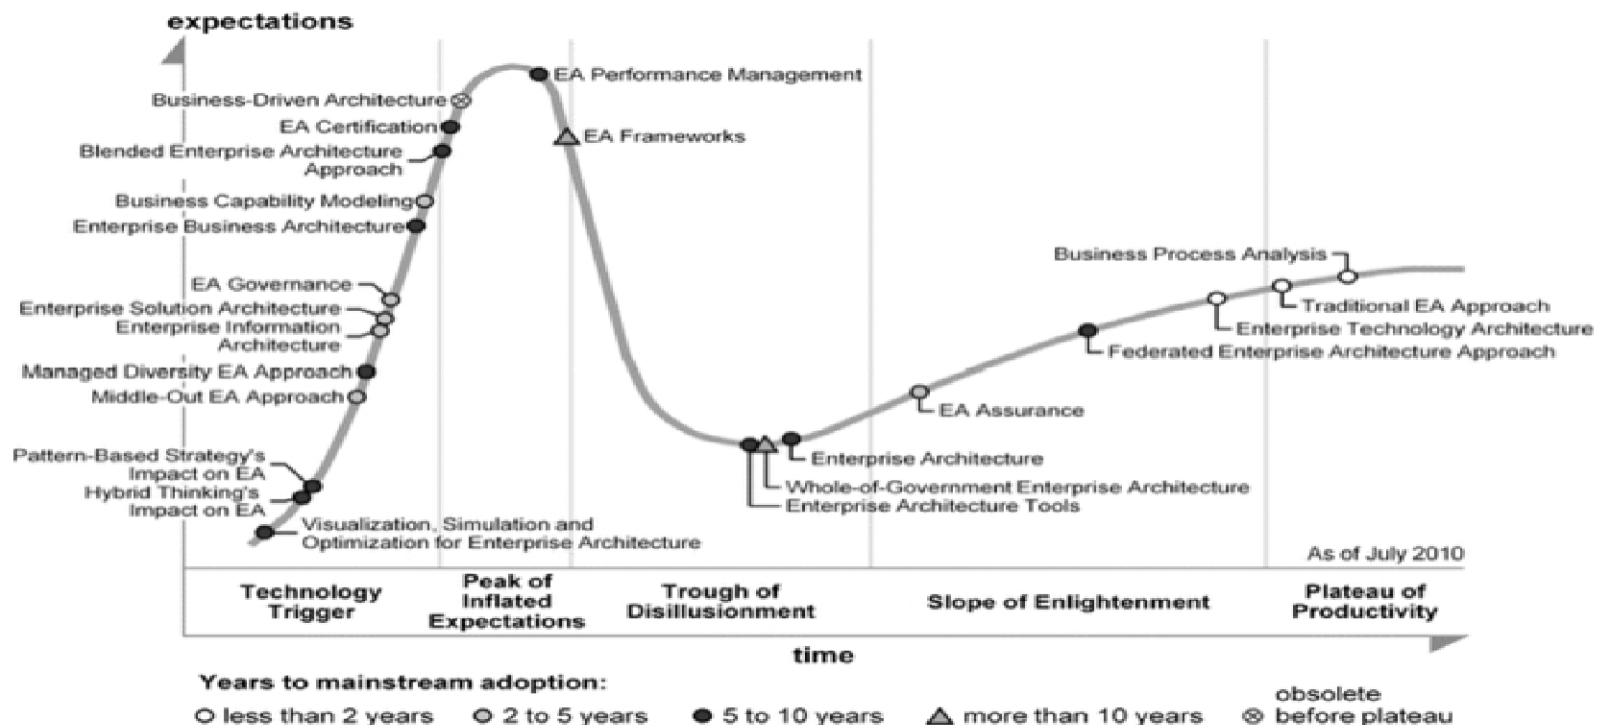 expectations
EA Performance Management
Business-Driven Architecture
EA Certification
EA Frameworks
Blended Enterprise Architecture
Approach
Business Capability Modeling
Enterprise Business Architecture
Business Process Analysis
EA Governance
Enterprise Solution Architecture
Traditional EA Approach
Enterprise Information
Architecture
Enterprise Technology Architecture
Federated Enterprise Architecture Approach
Managed Diversity EA Approach
Middle-Out EA Approach
EA Assurance
Pattern-Based Strategy's
Impact on EA
Enterprise Architecture
Hybrid Thinking's
Impact on EA
Whole-of-Government Enterprise Architecture
Enterprise Architecture Tools
Visualization, Simulation and
Optimization for Enterprise Architecture
As of July 2010
Technology
Trigger
Peak of
Inflated
Expectations
Trough of
Disillusionment
Slope of Enlightenment
Plateau of
Productivity
time
Years to mainstream adoption:
less than 2 years
2 to 5 years
5 to 10 years
more than 10 years
obsolete
before plateau